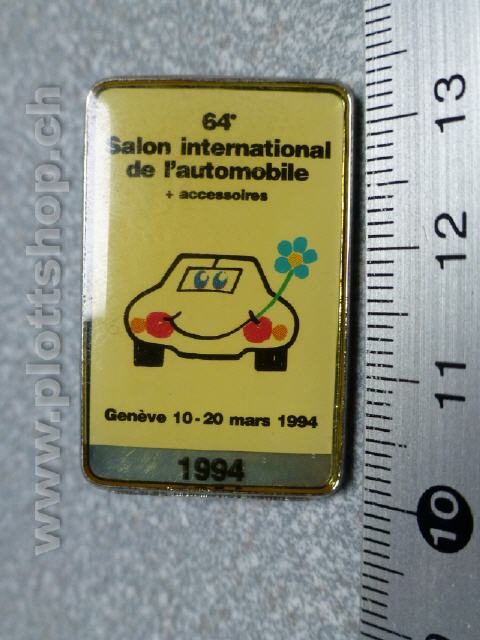 64e
Salon international
de l'automobile
+ accessoires
Genève 10-20 mars 1994
1994
13
12
11
10
www.plottshop.ch